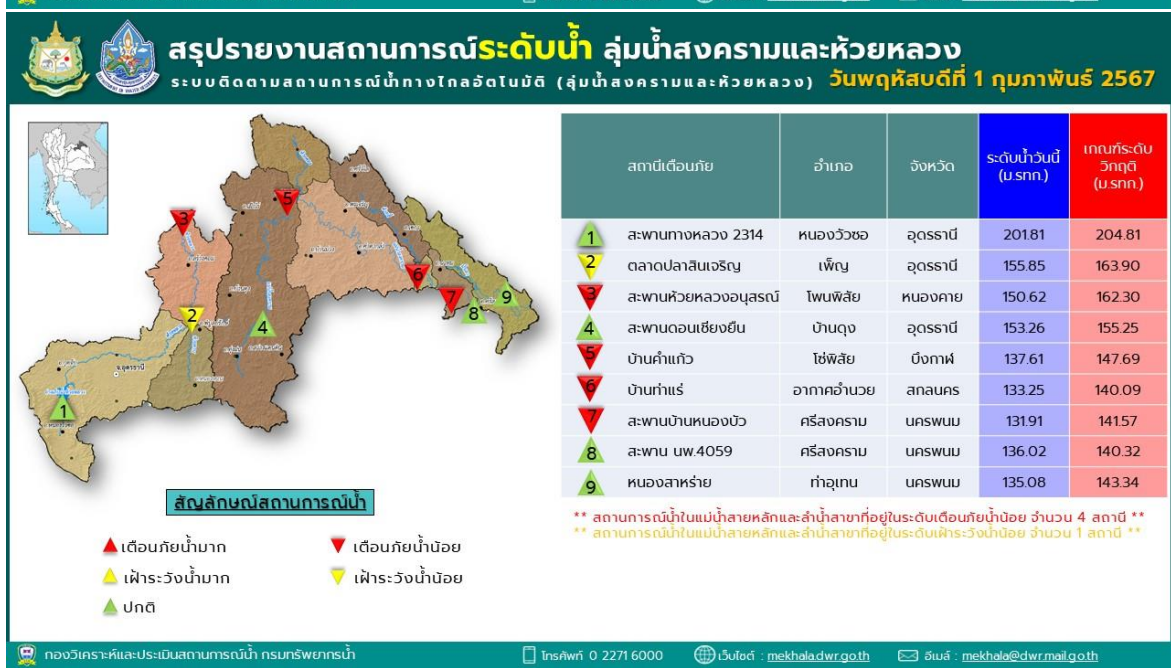 สรุปรายงานสถานการณ์ระดับน้ำ ลุ่มน้ำสงครามและห้วยหลวง
ระบบติดตามสถานการณ์น้ำทางไกลอัตโนมัติ (ลุ่มน้ำสงครามและห้วยหลวง) วันพฤหัสบดีที่ 1 กุมภาพันธ์ 2567
สถานีเตือนภัย อำเภอ จังหวัด ระดับน้ำวันนี้ (ม.รทก.) เกณฑ์ระดับวิกฤติ (ม.รทก.)
1 สะพานทางหลวง 2314 หนองวัวซอ อุดรธานี 201.81 204.81
2 ตลาดปลาสินเจริญ เพ็ญ อุดรธานี 155.85 163.90
3 สะพานห้วยหลวงอนุสรณ์ โพนพิสัย หนองคาย 150.62 162.30
4 สะพานดอนเชียงยืน บ้านดุง อุดรธานี 153.26 155.25
5 บ้านคำแก้ว โซ่พิสัย บึงกาฬ 137.61 147.69
6 บ้านท่าแร่ อากาศอำนวย สกลนคร 133.25 140.09
7 สะพานบ้านหนองบัว ศรีสงคราม นครพนม 131.91 141.57
8 สะพาน นพ.4059 ศรีสงคราม นครพนม 136.02 140.32
9 หนองสาหร่าย ท่าอุเทน นครพนม 135.08 143.34
** สถานการณ์น้ำในแม่น้ำสายหลักและลำน้ำสาขาที่อยู่ในระดับเตือนภัยน้ำน้อย จำนวน 4 สถานี **
** สถานการณ์น้ำในแม่น้ำสายหลักและลำน้ำสาขาที่อยู่ในระดับเฝ้าระวังน้ำน้อย จำนวน 1 สถานี **
5
3
6
7
9
8
2
4
อ.อุดรธานี
1
สัญลักษณ์สถานการณ์น้ำ
เตือนภัยน้ำมาก เตือนภัยน้ำน้อย
เฝ้าระวังน้ำมาก เฝ้าระวังน้ำน้อย
ปกติ
กองวิเคราะห์และประเมินสถานการณ์น้ำ กรมทรัพยากรน้ำ โทรศัพท์ 0 2271 6000 เว็บไซต์ : mekhala.dwr.go.th อีเมล์ : mekhala@dwr.mail.go.th